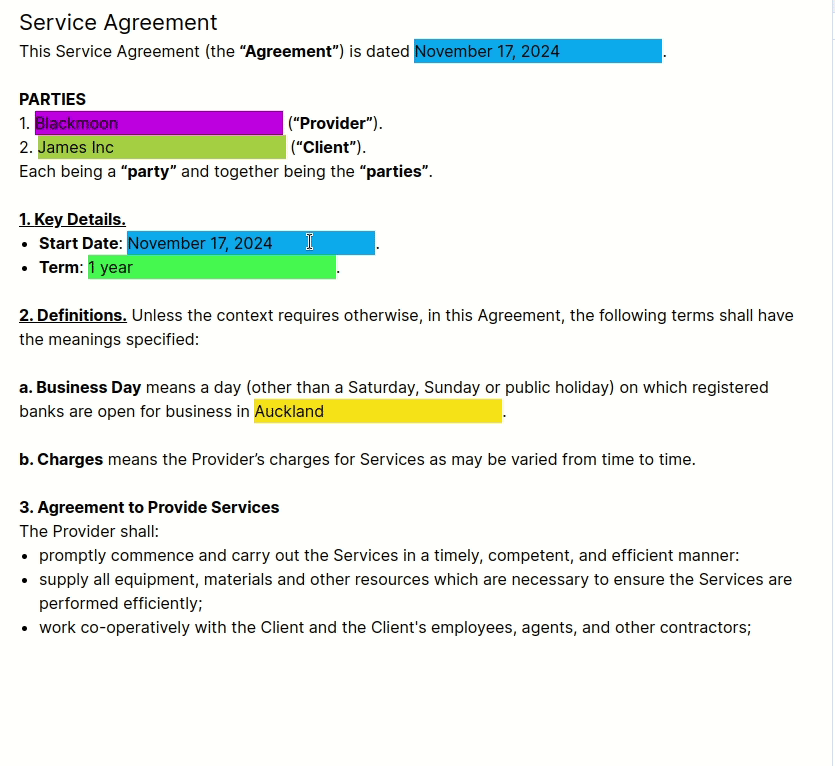 Service Agreement
This Service Agreement (the “Agreement”) is dated November 17, 2024.
PARTIES
1. Blackmoon (“Provider”).
2. James Inc (“Client”).
Each being a “party” and together being the “parties”.
1. Key Details.
• Start Date: November 17, 2024.
• Term: 1 year.
2. Definitions. Unless the context requires otherwise, in this Agreement, the following terms shall have
the meanings specified:
a. Business Day means a day (other than a Saturday, Sunday or public holiday) on which registered
banks are open for business in Auckland.
b. Charges means the Provider’s charges for Services as may be varied from time to time.
3. Agreement to Provide Services
The Provider shall:
• promptly commence and carry out the Services in a timely, competent, and efficient manner:
• supply all equipment, materials and other resources which are necessary to ensure the Services are
performed efficiently;
• work co-operatively with the Client and the Client's employees, agents, and other contractors;